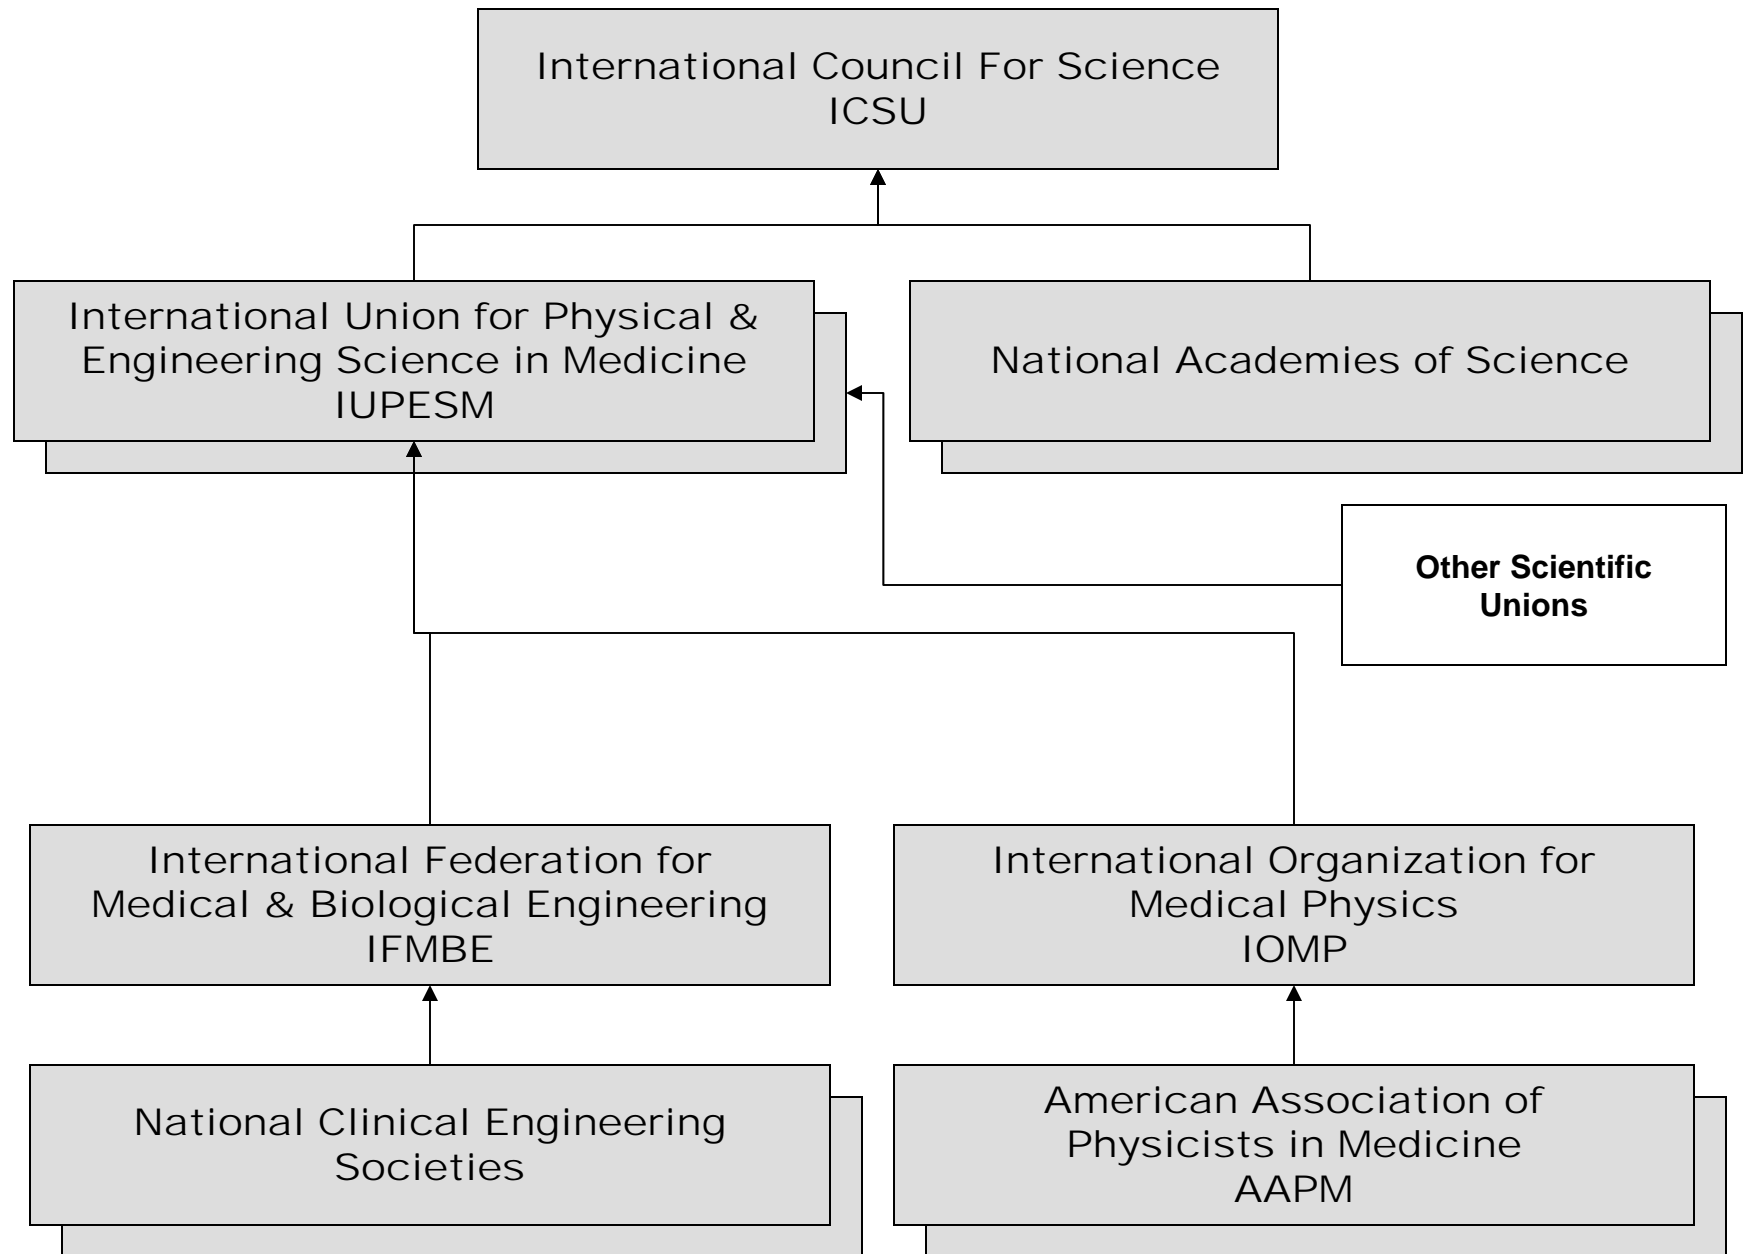 International Council For Science
ICSU
International Union for Physical &
Engineering Science in Medicine
IUPESM
National Academies of Science
Other Scientific
Unions
International Federation for
Medical & Biological Engineering
IFMBE
International Organization for
Medical Physics
IOMP
National Clinical Engineering
Societies
American Association of
Physicists in Medicine
AAPM